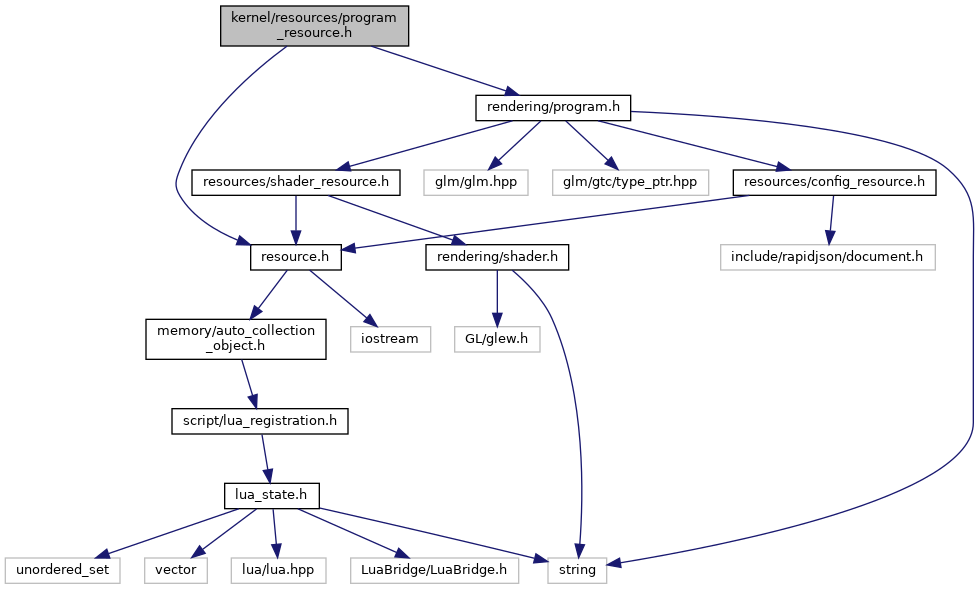 kernel/resources/program
_resource.h
rendering/program.h
resources/shader_resource.h
glm/glm.hpp
glm/gtc/type_ptr.hpp
resources/config_resource.h
resource.h
rendering/shader.h
include/rapidjson/document.h
memory/auto_collection
_object.h
iostream
GL/glew.h
script/lua_registration.h
lua_state.h
unordered_set
vector
lua/lua.hpp
LuaBridge/LuaBridge.h
string